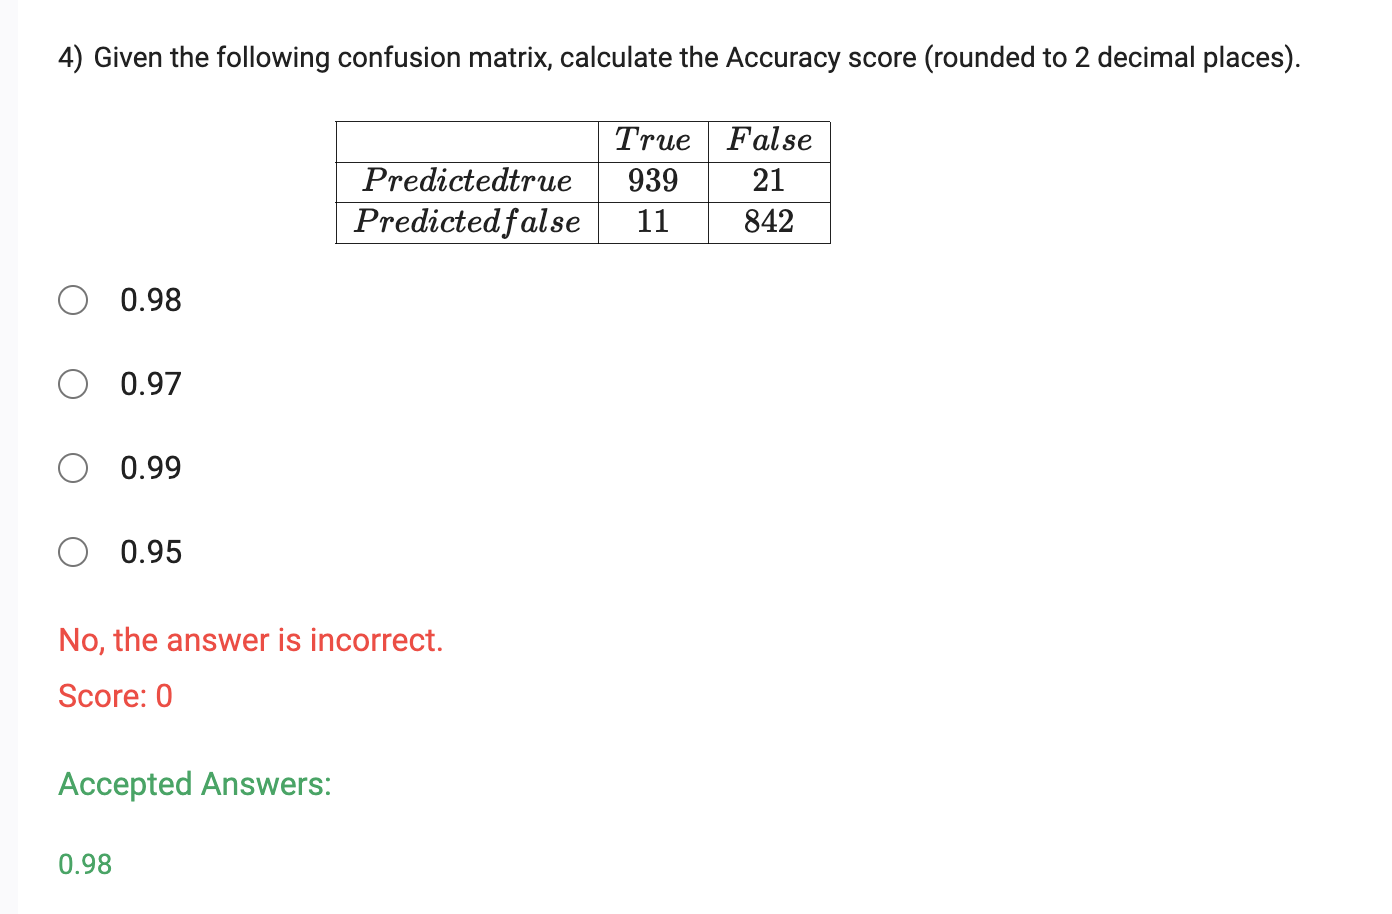 4) Given the following confusion matrix, calculate the Accuracy score (rounded to 2 decimal places).
True False
Predictedtrue 939 21
Predictedfalse 11 842
0.98
0.97
0.99
0.95
No, the answer is incorrect.
Score: 0
Accepted Answers:
0.98